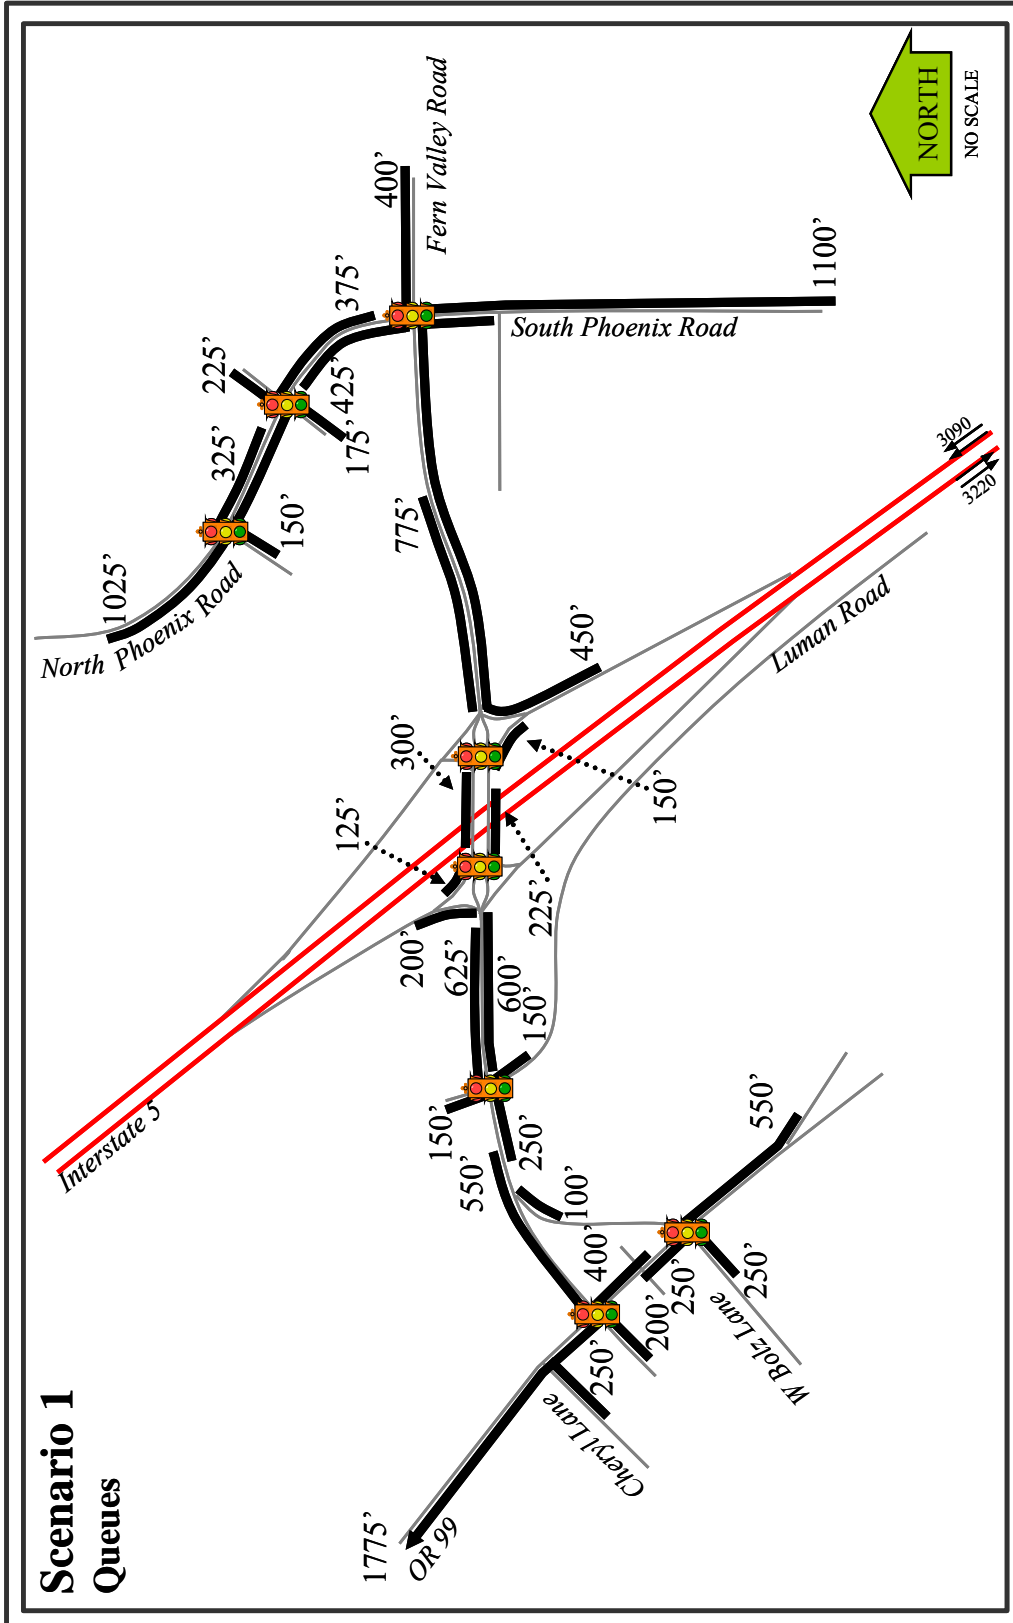 Scenario 1
Queues
1025'
North Phoenix Road
150'
325'
225'
175'
425'
375'
400'
Fern Valley Road
1100'
South Phoenix Road
775'
450'
300'
150'
125'
225'
200'
625'
600'
150'
150'
250'
550'
100'
400'
200'
250'
250'
250'
550'
W Bolz Lane
Cheryl Lane
1775'
OR 99
Interstate 5
Luman Road
3090
3220
NORTH
NO SCALE